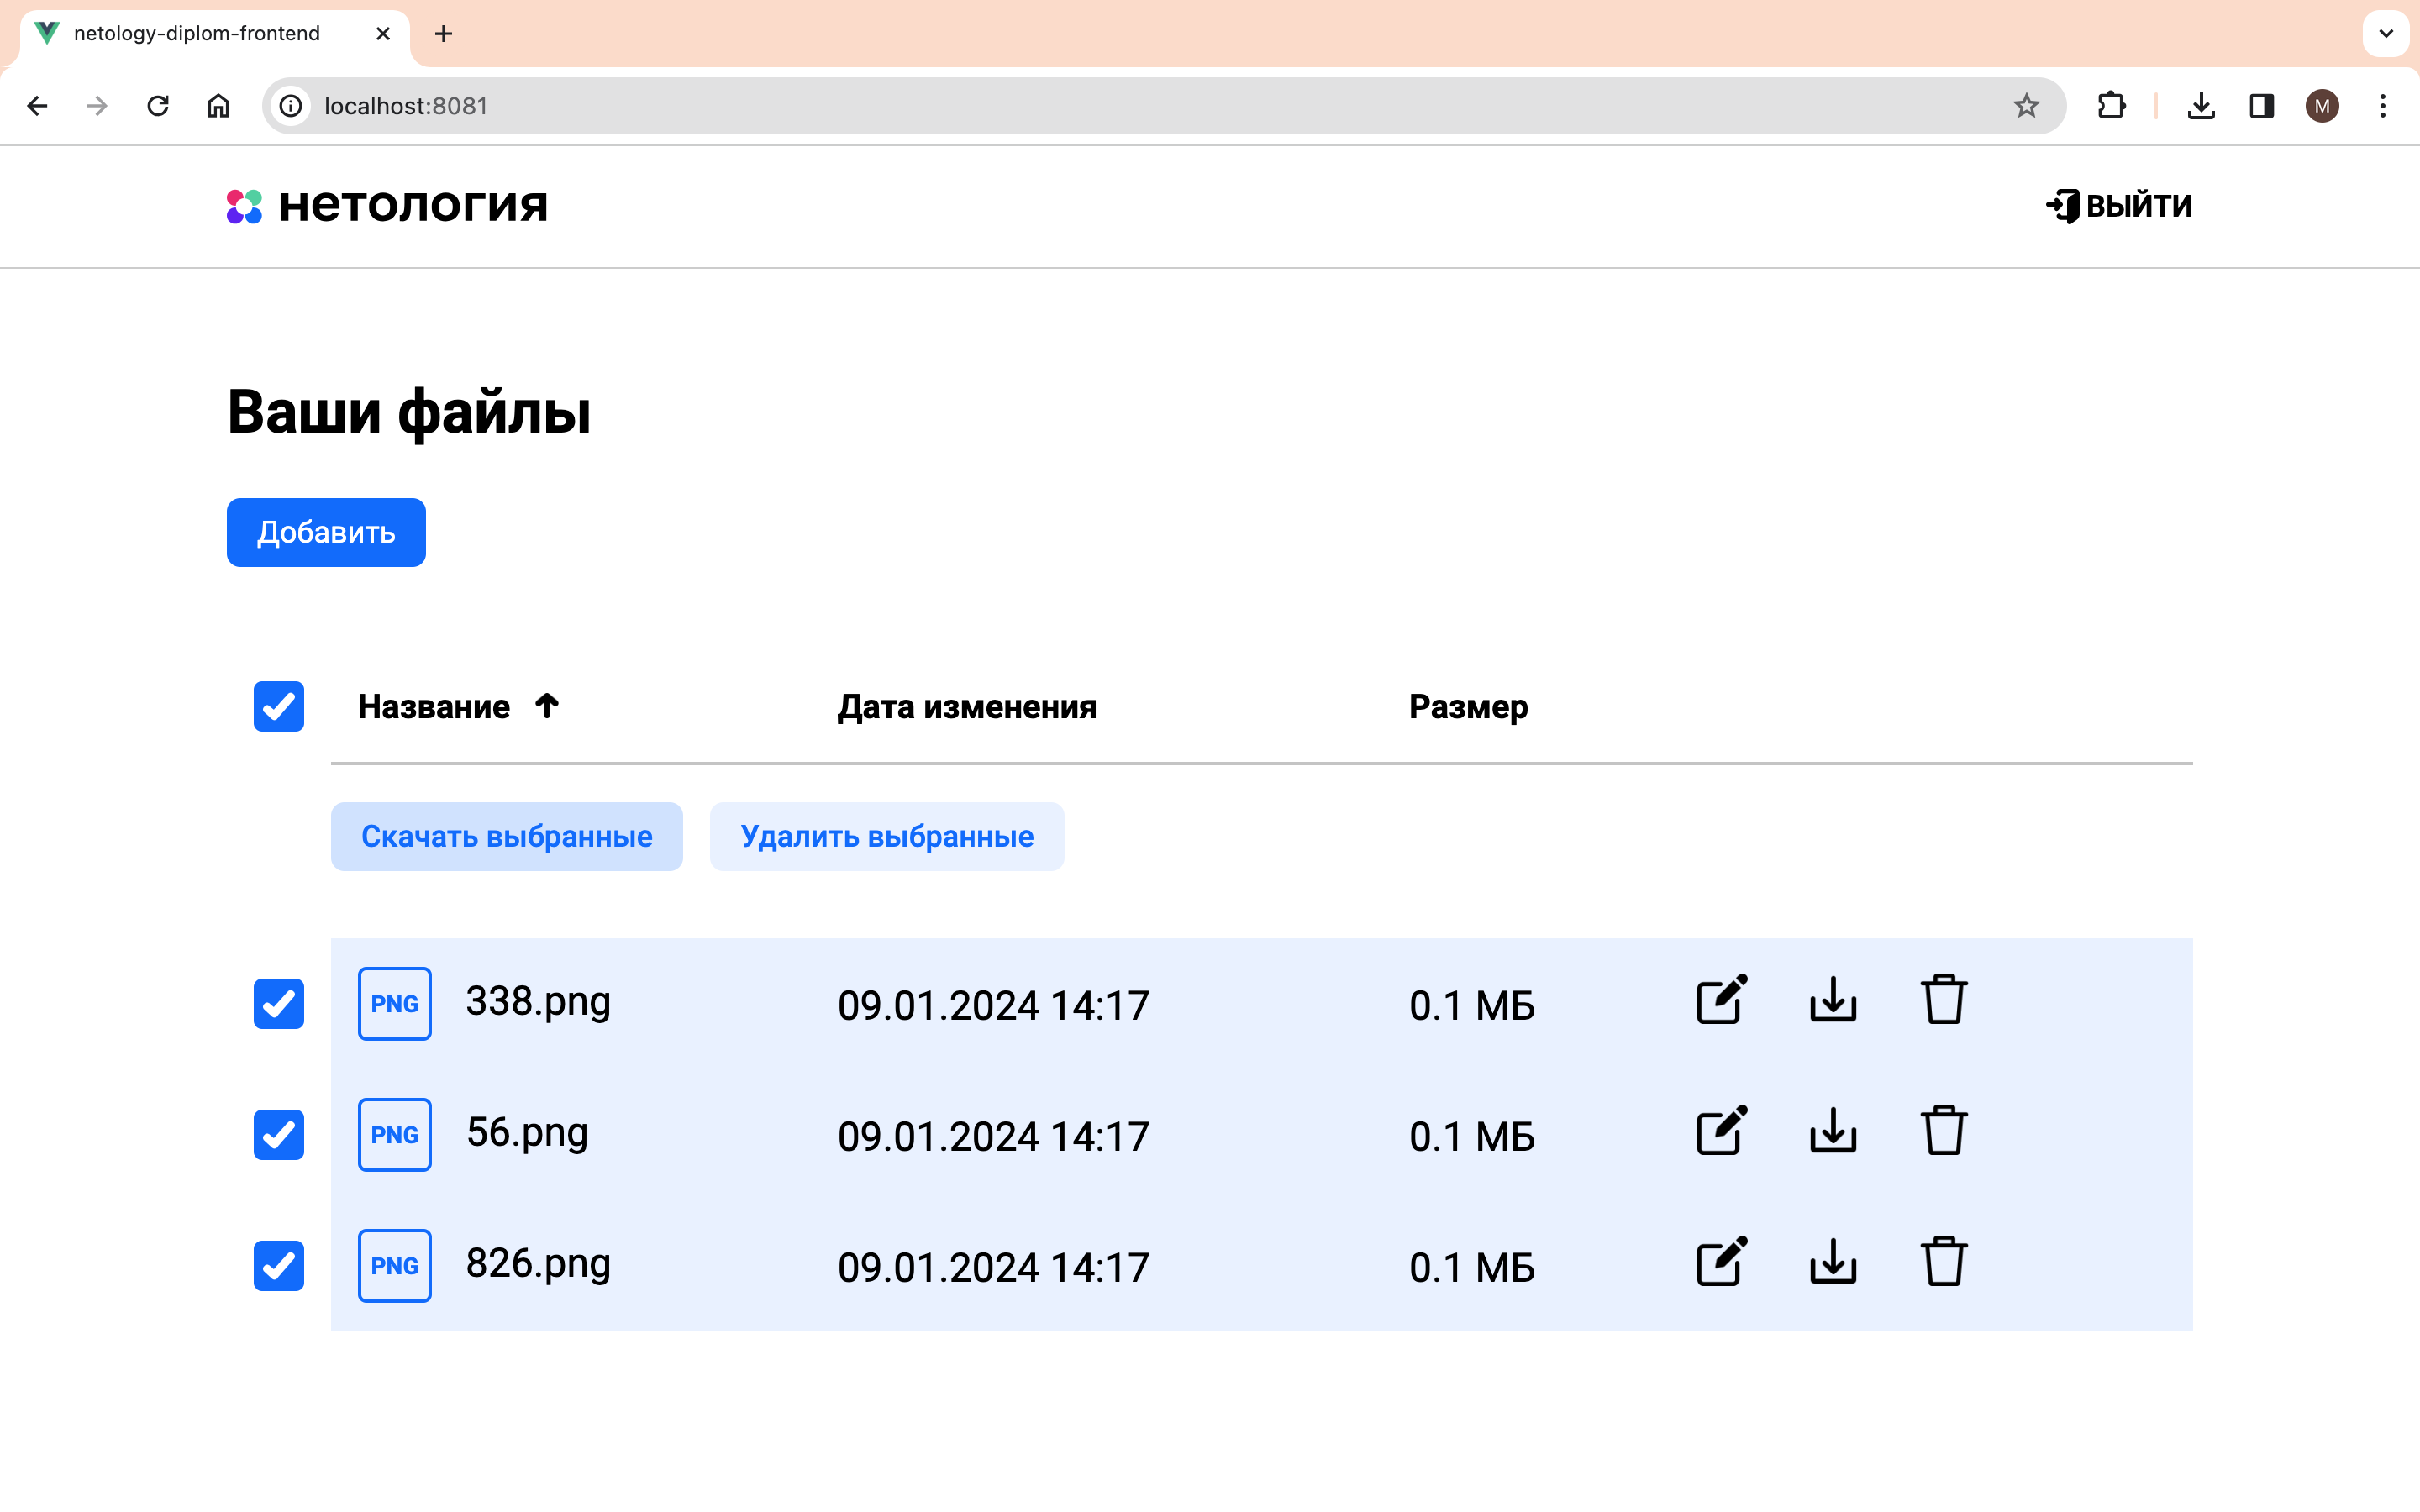 netology-diplom-frontend
localhost:8081
M
нетология
ВЫЙТИ
Ваши файлы
Добавить
Название Дата изменения Размер
Скачать выбранные Удалить выбранные
PNG 338.png 09.01.2024 14:17 0.1 МБ
PNG 56.png 09.01.2024 14:17 0.1 МБ
PNG 826.png 09.01.2024 14:17 0.1 МБ